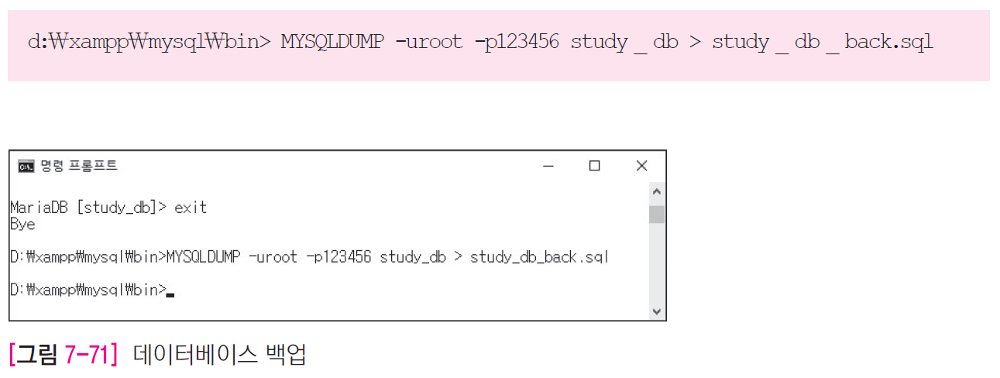 d:₩xampp₩mysql₩bin> MYSQLDUMP -uroot -p123456 study _ db > study _ db _ back.sql
명령 프롬프트
MariaDB [study_db]> exit
Bye
D:₩xampp₩mysql₩bin>MYSQLDUMP -uroot -p123456 study_db > study_db_back.sql
D:₩xampp₩mysql₩bin>_
[그림 7-71] 데이터베이스 백업